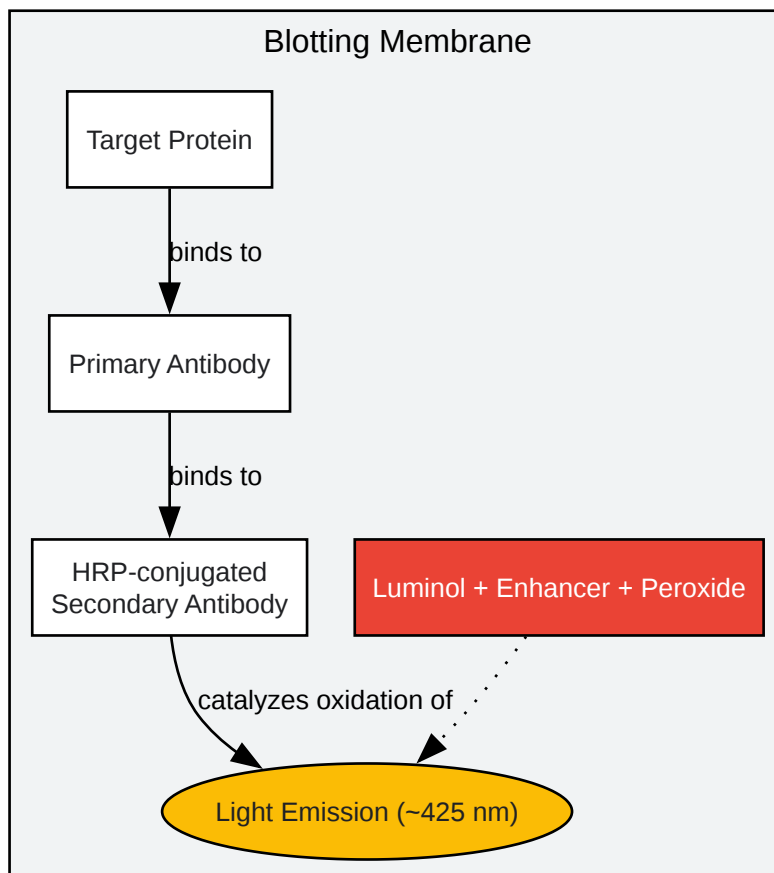 Blotting Membrane
Target Protein
binds to
Primary Antibody
binds to
HRP-conjugated
Secondary Antibody
Luminol + Enhancer + Peroxide
catalyzes oxidation of
Light Emission (~425 nm)